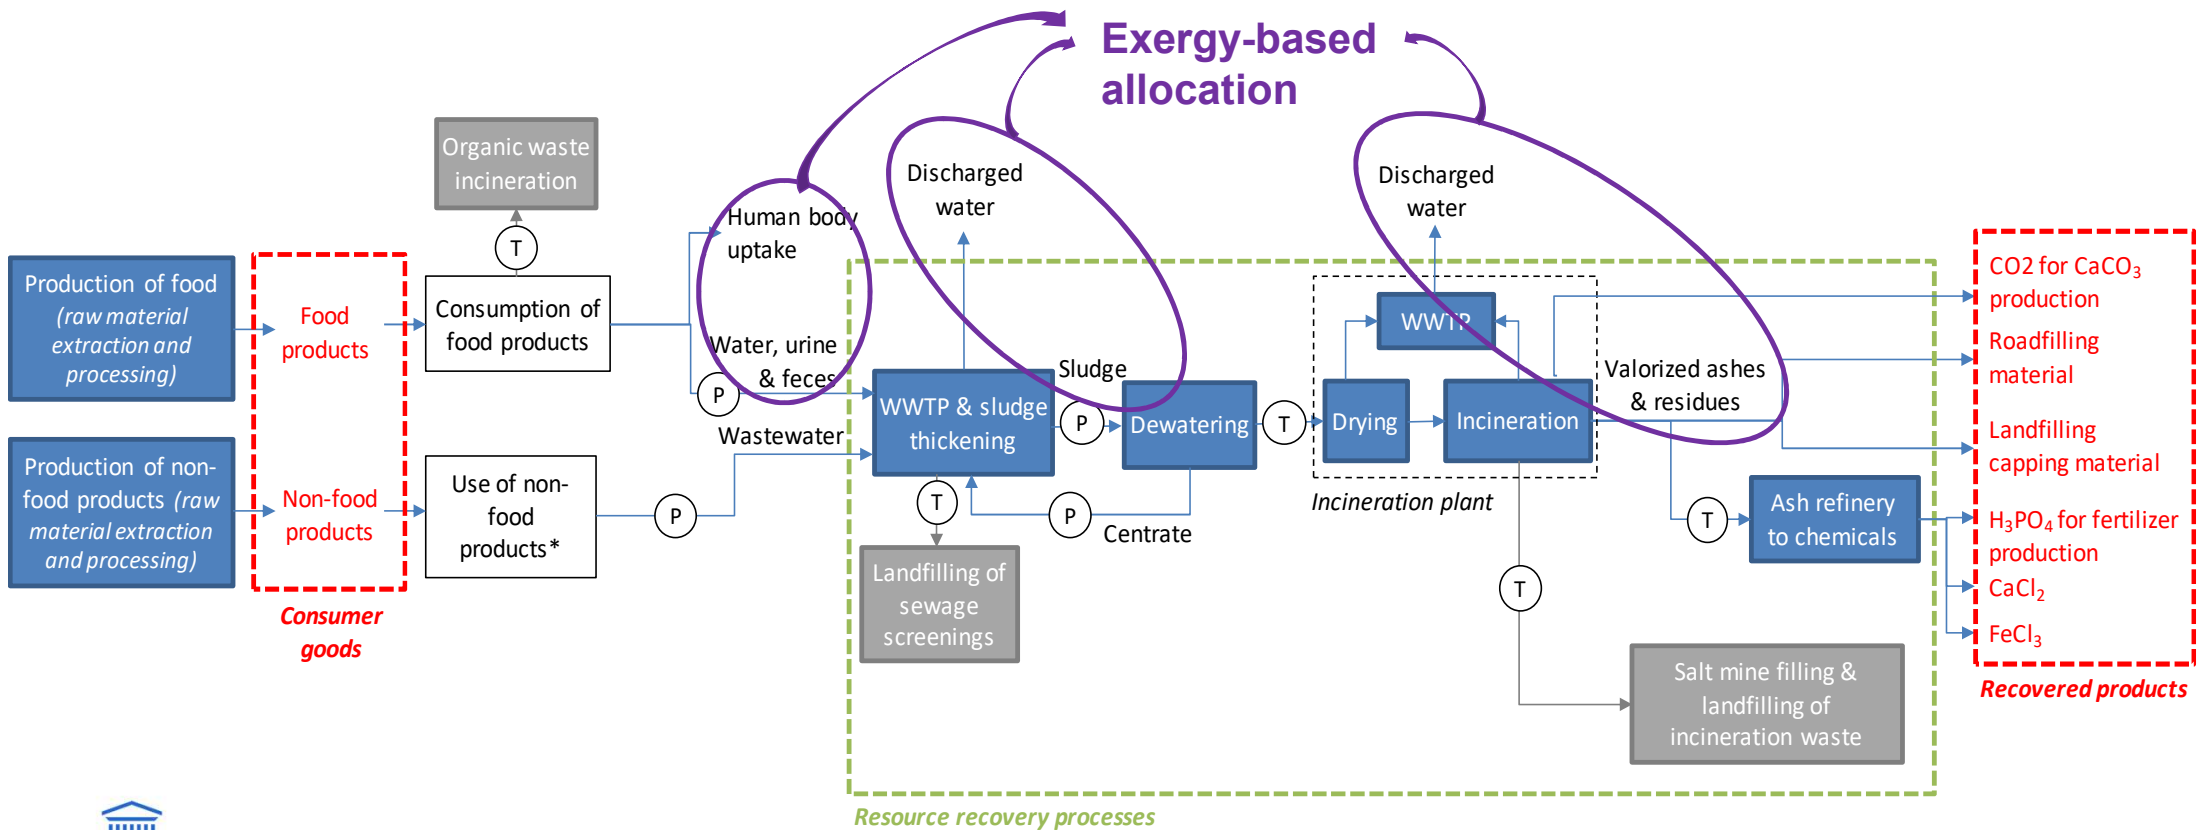 Exergy-based
allocation
Organic waste
incineration
T
Human body
uptake
Discharged
water
Discharged
water
Production of food
(raw material
extraction and
processing)
Food
products
Consumption of
food products
Water, urine
& feces
P
WWTP & sludge
thickening
Sludge
P
Dewatering
T
WWTP
Drying
Incineration
Incineration plant
Valorized ashes
& residues
CO2 for CaCO₃
production
Roadfilling
material
Landfilling
capping material
H₃PO₄ for fertilizer
production
CaCl₂
FeCl₃
Recovered products
Production of non-
food products (raw
material extraction
and processing)
Non-food
products
Consumer
goods
Use of non-
food
products*
P
Wastewater
T
P
Centrate
Landfilling of
sewage
screenings
T
Ash refinery
to chemicals
T
Salt mine filling &
landfilling of
incineration waste
Resource recovery processes